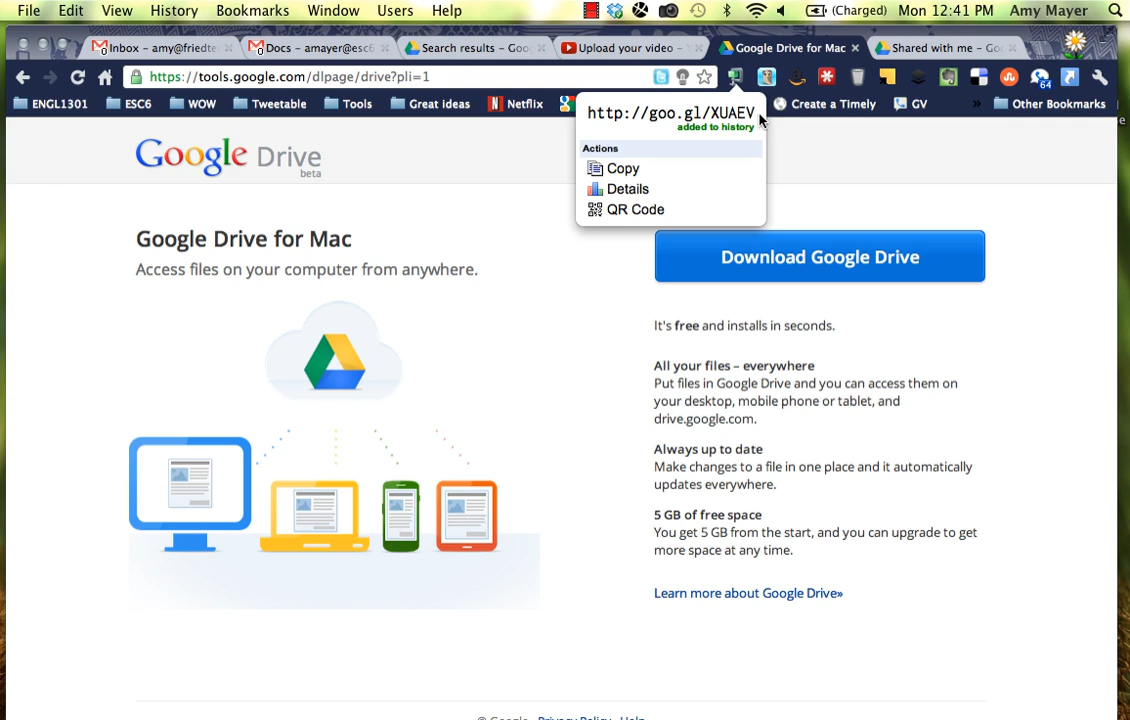 File Edit View History Bookmarks Window Users Help (Charged) Mon 12:41 PM Amy Mayer
Inbox – amy@friedte Docs – amayer@esc6 Search results – Goo Upload your video – Google Drive for Mac Shared with me – Go
https://tools.google.com/dlpage/drive?pli=1
64
ENGL1301 ESC6 WOW Tweetable Tools Great ideas Netflix Create a Timely GV » Other Bookmarks
http://goo.gl/XUAEV
added to history
Actions
Copy
Details
QR Code
Google Drive
beta
Google Drive for Mac
Access files on your computer from anywhere.
Download Google Drive
It's free and installs in seconds.
All your files – everywhere
Put files in Google Drive and you can access them on
your desktop, mobile phone or tablet, and
drive.google.com.
Always up to date
Make changes to a file in one place and it automatically
updates everywhere.
5 GB of free space
You get 5 GB from the start, and you can upgrade to get
more space at any time.
Learn more about Google Drive»
© Google Privacy Policy Help